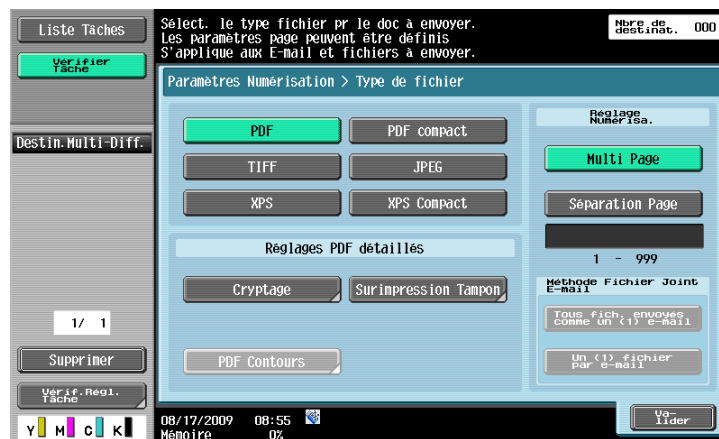 Liste Tâches
Vérifier
Tâche
Destin.Multi-Diff.
1/ 1
Supprimer
Vérif.Régl.
Tâche
Y M C K
Sélect. le type fichier pr le doc à envoyer.
Les paramètres page peuvent être définis
S'applique aux E-mail et fichiers à envoyer.
Nbre de
destinat. 000
Paramètres Numérisation > Type de fichier
PDF
PDF compact
TIFF
JPEG
XPS
XPS Compact
Réglages PDF détaillés
Cryptage
Surimpression Tampon
PDF Contours
Réglage
Numérisa.
Multi Page
Séparation Page
1 - 999
Méthode Fichier Joint
E-mail
Tous fich. envoyes
comme un (1) e-mail
Un (1) fichier
par e-mail
08/17/2009 08:55
Mémoire 0%
Va-
lider